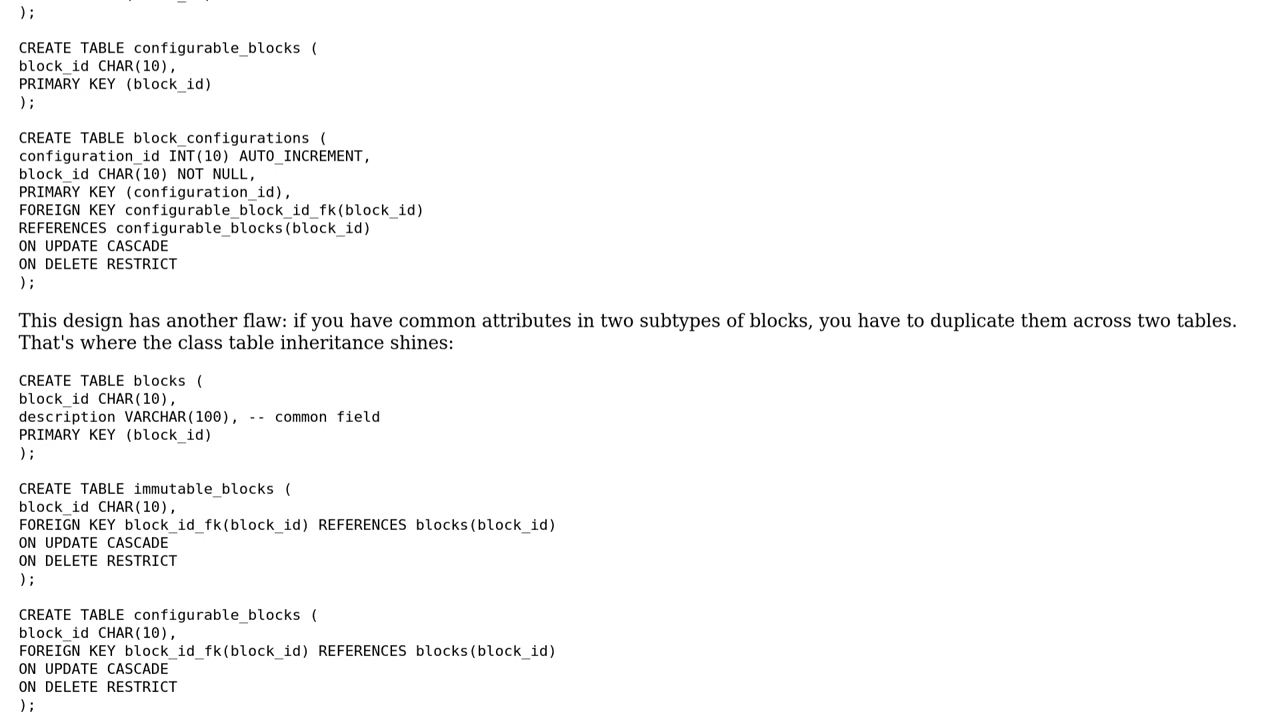 );
CREATE TABLE configurable_blocks (
block_id CHAR(10),
PRIMARY KEY (block_id)
);
CREATE TABLE block_configurations (
configuration_id INT(10) AUTO_INCREMENT,
block_id CHAR(10) NOT NULL,
PRIMARY KEY (configuration_id),
FOREIGN KEY configurable_block_id_fk(block_id)
REFERENCES configurable_blocks(block_id)
ON UPDATE CASCADE
ON DELETE RESTRICT
);
This design has another flaw: if you have common attributes in two subtypes of blocks, you have to duplicate them across two tables.
That's where the class table inheritance shines:
CREATE TABLE blocks (
block_id CHAR(10),
description VARCHAR(100), -- common field
PRIMARY KEY (block_id)
);
CREATE TABLE immutable_blocks (
block_id CHAR(10),
FOREIGN KEY block_id_fk(block_id) REFERENCES blocks(block_id)
ON UPDATE CASCADE
ON DELETE RESTRICT
);
CREATE TABLE configurable_blocks (
block_id CHAR(10),
FOREIGN KEY block_id_fk(block_id) REFERENCES blocks(block_id)
ON UPDATE CASCADE
ON DELETE RESTRICT
);